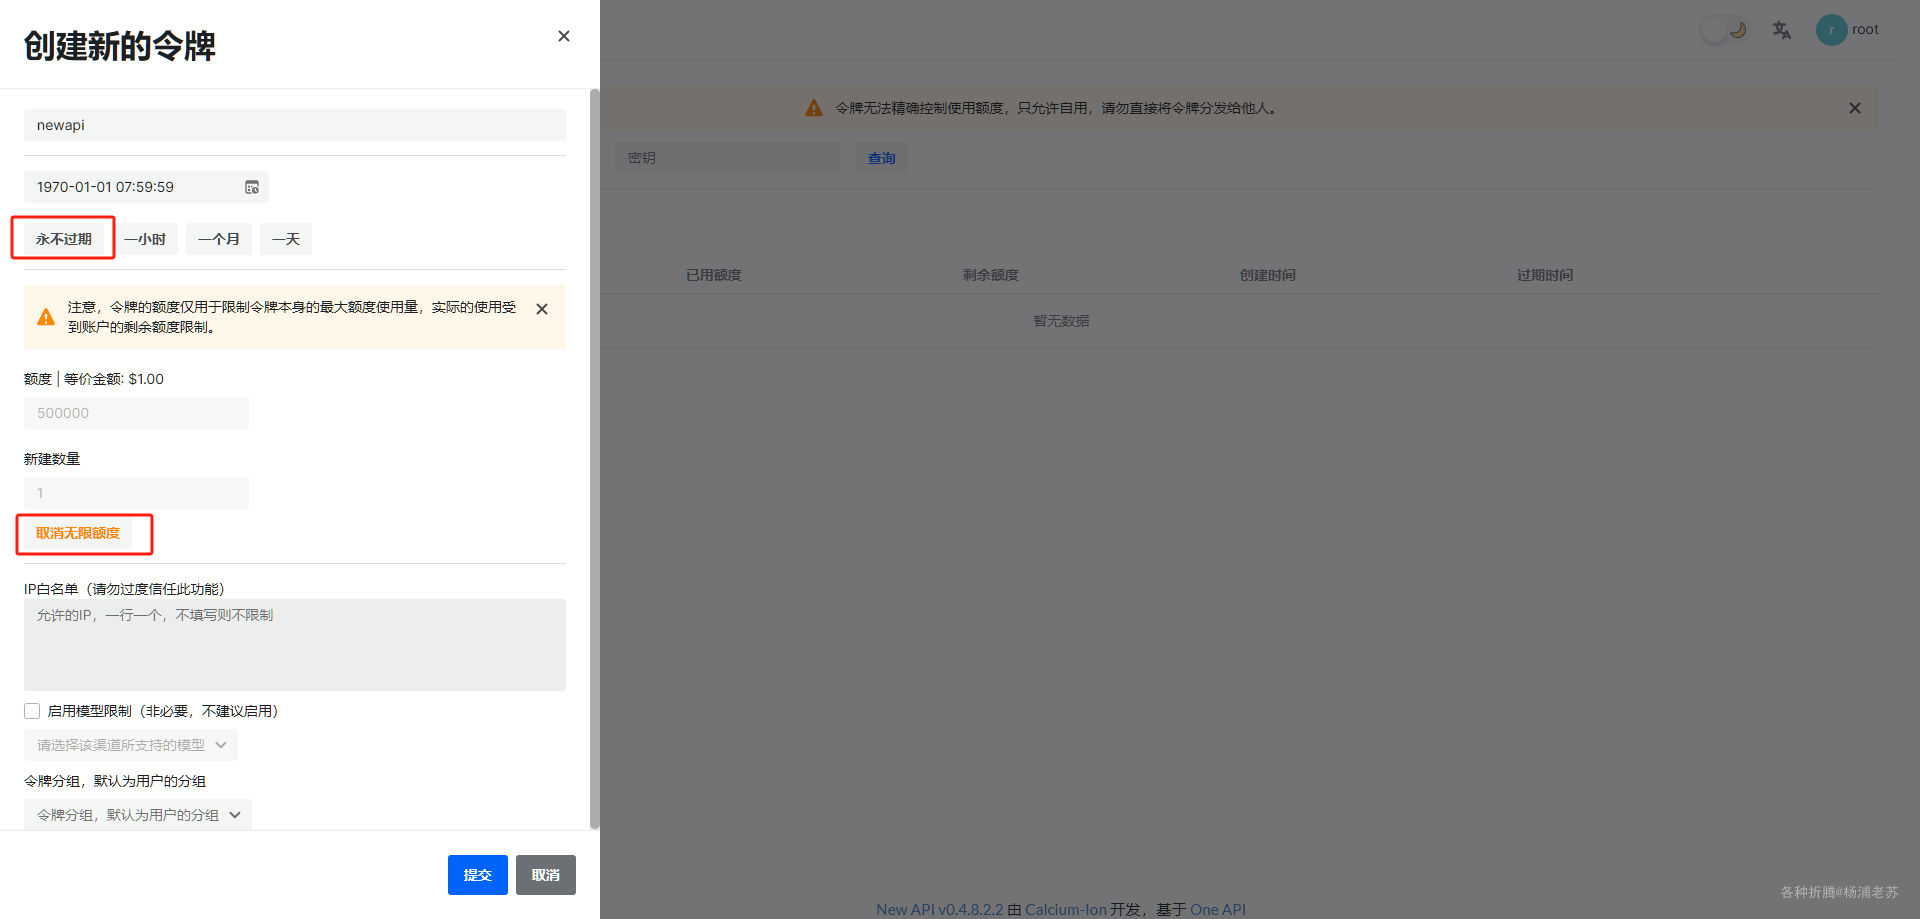 创建新的令牌
newapi
1970-01-01 07:59:59
永不过期
一小时
一个月
一天
注意，令牌的额度仅用于限制令牌本身的最大额度使用量，实际的使用受
到账户的剩余额度限制。
额度 | 等价金额: $1.00
500000
新建数量
1
取消无限额度
IP白名单（请勿过度信任此功能）
允许的IP，一行一个，不填写则不限制
启用模型限制（非必要，不建议启用）
请选择该渠道所支持的模型
令牌分组，默认为用户的分组
令牌分组，默认为用户的分组
提交
取消
r
root
令牌无法精确控制使用额度，只允许自用，请勿直接将令牌分发给他人。
密钥
查询
已用额度
剩余额度
创建时间
过期时间
暂无数据
New API v0.4.8.2.2 由 Calcium-Ion 开发，基于 One API
各种折腾@杨浦老苏